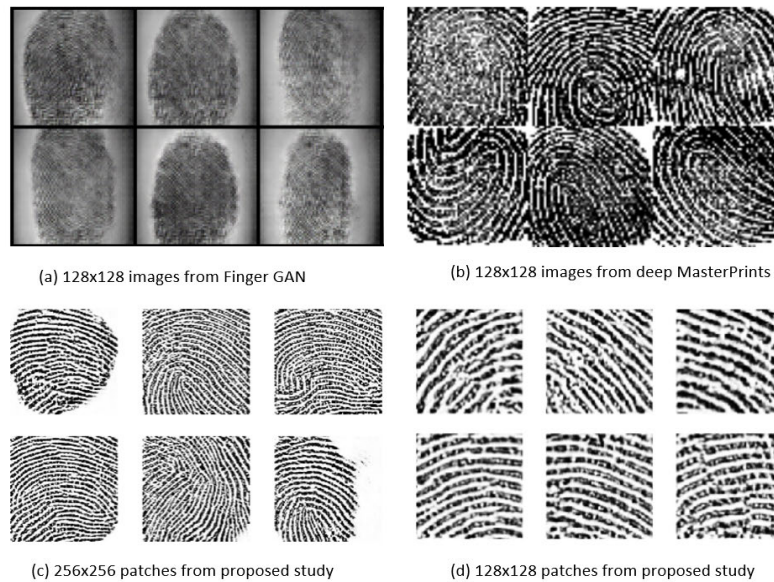 (a) 128x128 images from Finger GAN
(b) 128x128 images from deep MasterPrints
(c) 256x256 patches from proposed study
(d) 128x128 patches from proposed study